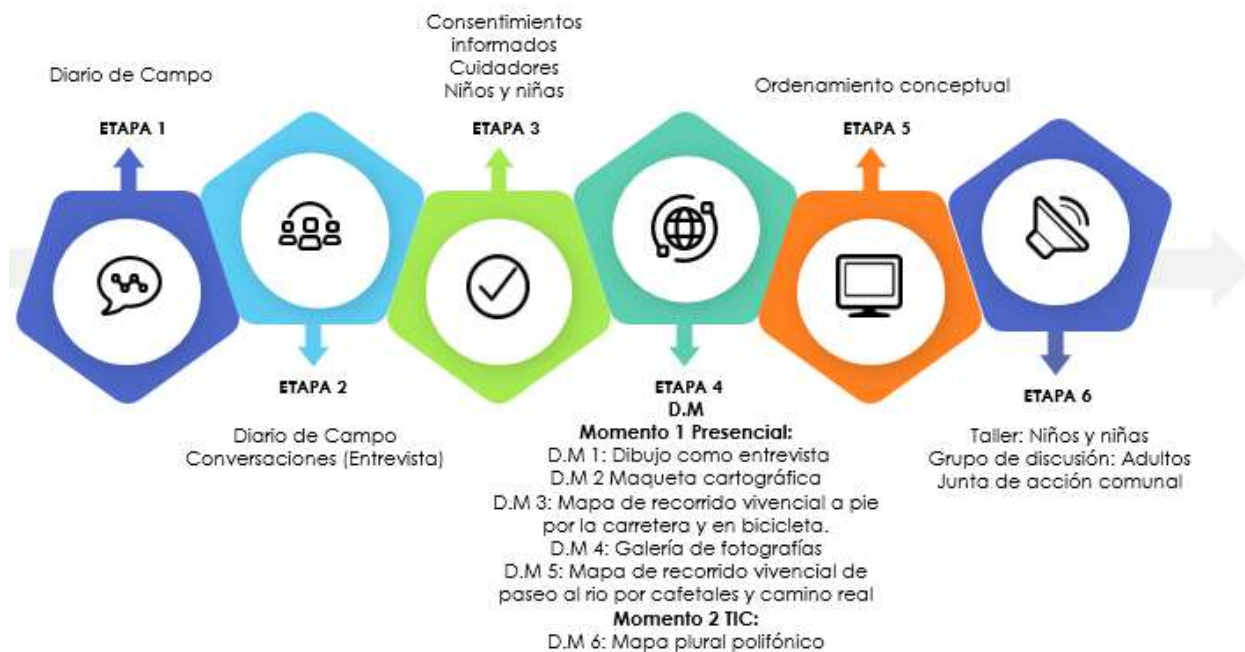 Diario de Campo
ETAPA 1
ETAPA 2
Diario de Campo
Conversaciones (Entrevista)
Consentimientos
informados
Cuidadores
Niños y niñas
ETAPA 3
ETAPA 4
D.M
Momento 1 Presencial:
D.M 1: Dibujo como entrevista
D.M 2 Maqueta cartográfica
D.M 3: Mapa de recorrido vivencial a pie
por la carretera y en bicicleta.
D.M 4: Galería de fotografías
D.M 5: Mapa de recorrido vivencial de
paseo al rio por cafetales y camino real
Momento 2 TIC:
D.M 6: Mapa plural polifónico
Ordenamiento conceptual
ETAPA 5
ETAPA 6
Taller: Niños y niñas
Grupo de discusión: Adultos
Junta de acción comunal